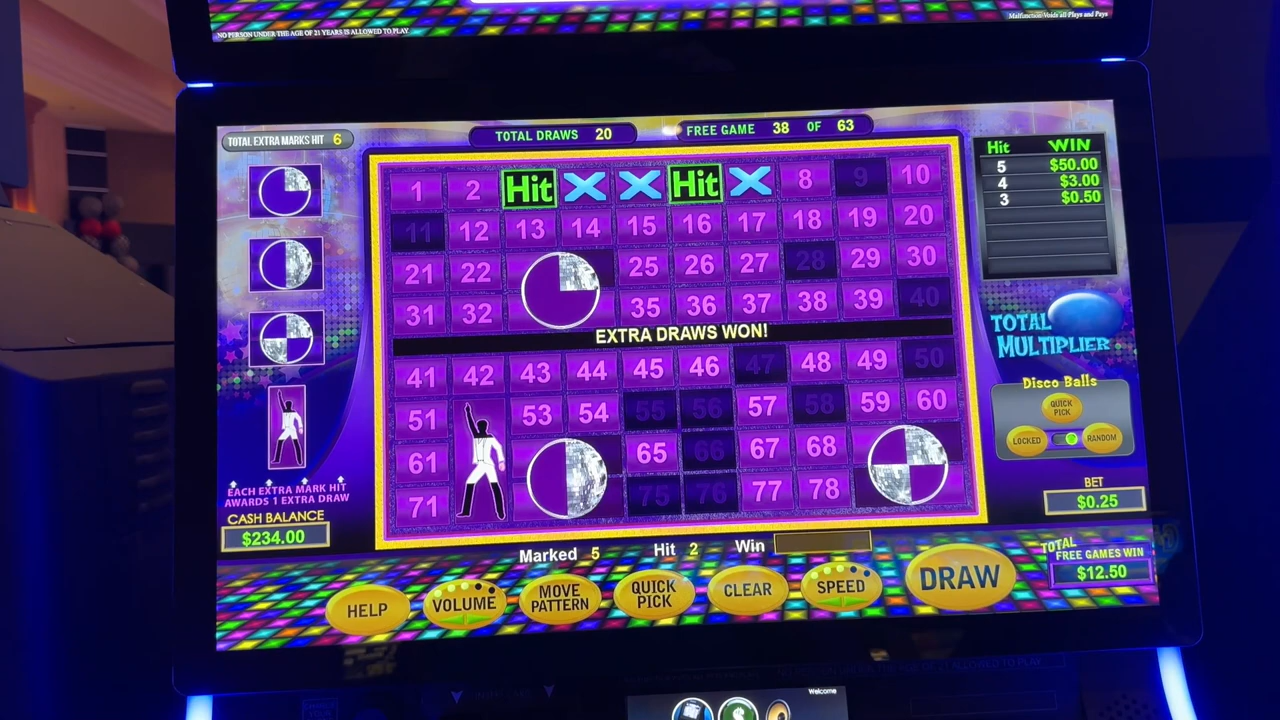 NO PERSON UNDER THE AGE OF 21 YEARS IS ALLOWED TO PLAY
Malfunction Voids all Plays and Pays
TOTAL EXTRA MARKS HIT 6
TOTAL DRAWS 20
FREE GAME 38 OF 63
Hit WIN
5 $50.00
4 $3.00
3 $0.50
1 2 Hit X X Hit X 8 9 10
11 12 13 14 15 16 17 18 19 20
21 22 25 26 27 28 29 30
31 32 35 36 37 38 39 40
EXTRA DRAWS WON!
41 42 43 44 45 46 47 48 49 50
51 53 54 55 56 57 58 59 60
61 65 66 67 68
71 75 76 77 78
TOTAL
MULTIPLIER
Disco Balls
QUICK
PICK
LOCKED
RANDOM
BET
$0.25
EACH EXTRA MARK HIT
AWARDS 1 EXTRA DRAW
CASH BALANCE
$234.00
Marked 5 Hit 2 Win
TOTAL
FREE GAMES WIN
$12.50
HELP
VOLUME
MOVE
PATTERN
QUICK
PICK
CLEAR
SPEED
DRAW
Welcome